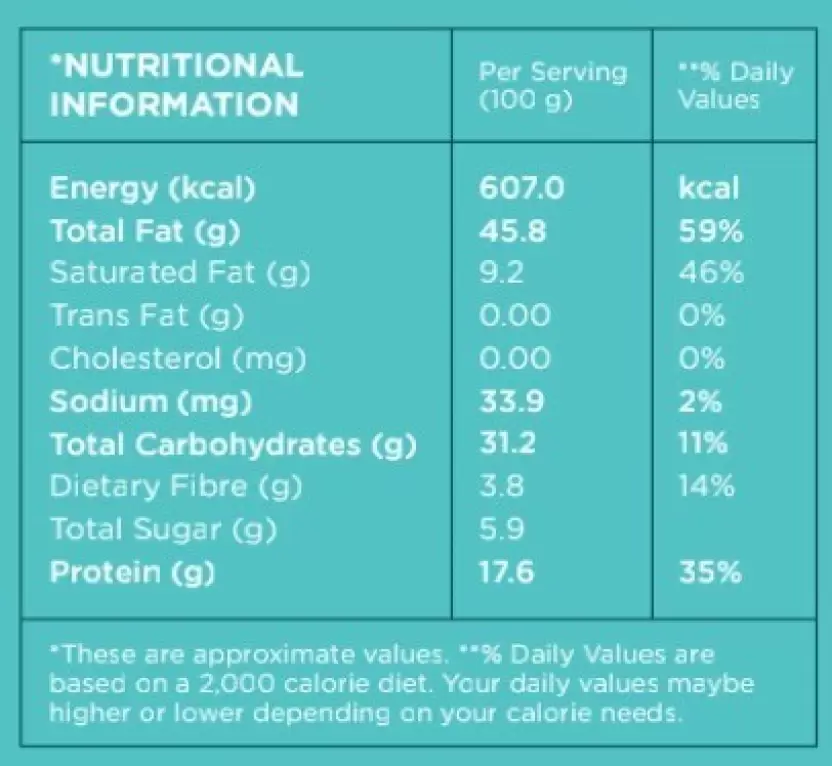 *NUTRITIONAL INFORMATION Per Serving (100 g) **% Daily Values
Energy (kcal) 607.0 kcal
Total Fat (g) 45.8 59%
Saturated Fat (g) 9.2 46%
Trans Fat (g) 0.00 0%
Cholesterol (mg) 0.00 0%
Sodium (mg) 33.9 2%
Total Carbohydrates (g) 31.2 11%
Dietary Fibre (g) 3.8 14%
Total Sugar (g) 5.9
Protein (g) 17.6 35%
*These are approximate values. **% Daily Values are
based on a 2,000 calorie diet. Your daily values maybe
higher or lower depending on your calorie needs.